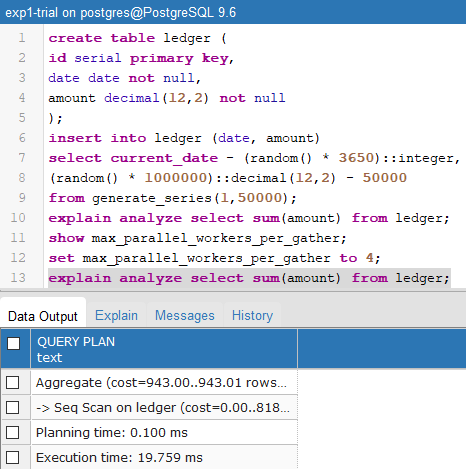 exp1-trial on postgres@PostgreSQL 9.6
1 create table ledger (
2 id serial primary key,
3 date date not null,
4 amount decimal(12,2) not null
5 );
6 insert into ledger (date, amount)
7 select current_date - (random() * 3650)::integer,
8 (random() * 1000000)::decimal(12,2) - 50000
9 from generate_series(1,50000);
10 explain analyze select sum(amount) from ledger;
11 show max_parallel_workers_per_gather;
12 set max_parallel_workers_per_gather to 4;
13 explain analyze select sum(amount) from ledger;
Data Output Explain Messages History
QUERY PLAN
text
Aggregate (cost=943.00..943.01 rows...
-> Seq Scan on ledger (cost=0.00..818...
Planning time: 0.100 ms
Execution time: 19.759 ms